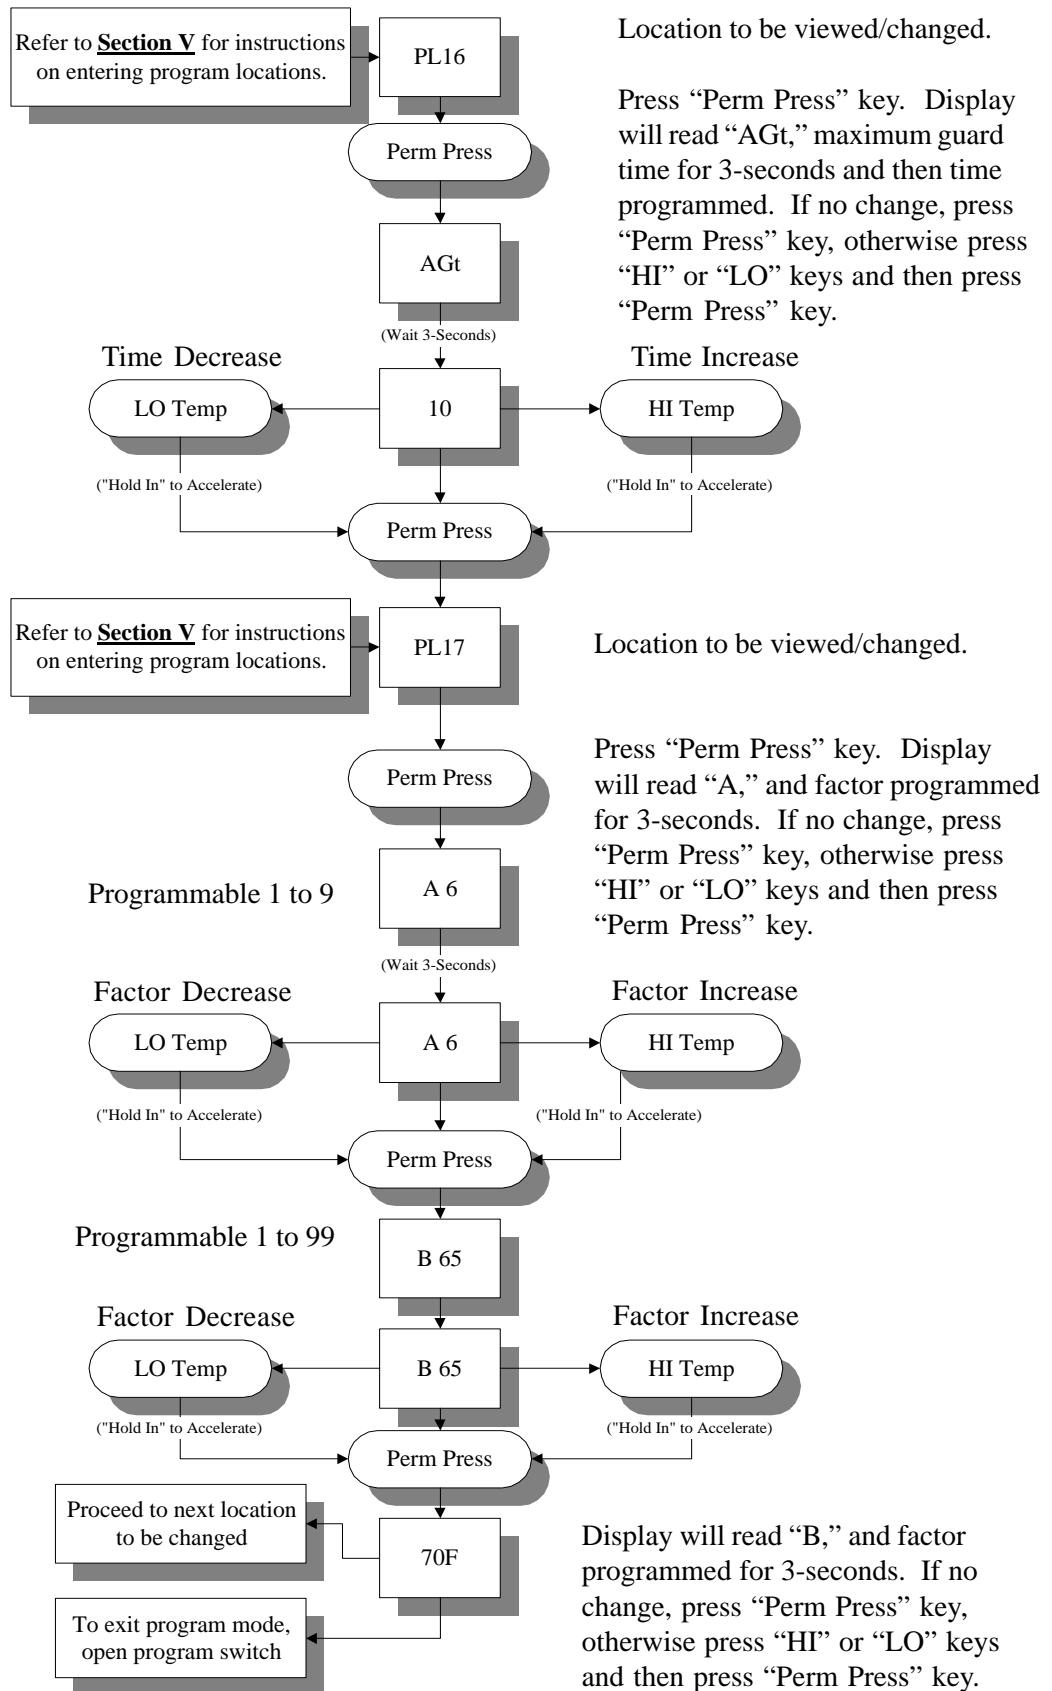 Refer to Section V for instructions
on entering program locations.
PL16
Location to be viewed/changed.
Perm Press
Press “Perm Press” key. Display
will read “AGt,” maximum guard
time for 3-seconds and then time
programmed. If no change, press
“Perm Press” key, otherwise press
“HI” or “LO” keys and then press
“Perm Press” key.
AGt
(Wait 3-Seconds)
Time Decrease
Time Increase
LO Temp
10
HI Temp
("Hold In" to Accelerate)
("Hold In" to Accelerate)
Perm Press
Refer to Section V for instructions
on entering program locations.
PL17
Location to be viewed/changed.
Perm Press
Press “Perm Press” key. Display
will read “A,” and factor programmed
for 3-seconds. If no change, press
“Perm Press” key, otherwise press
“HI” or “LO” keys and then press
“Perm Press” key.
Programmable 1 to 9
A 6
(Wait 3-Seconds)
Factor Decrease
Factor Increase
LO Temp
A 6
HI Temp
("Hold In" to Accelerate)
("Hold In" to Accelerate)
Perm Press
Programmable 1 to 99
B 65
Factor Decrease
Factor Increase
LO Temp
B 65
HI Temp
("Hold In" to Accelerate)
("Hold In" to Accelerate)
Perm Press
Proceed to next location
to be changed
70F
To exit program mode,
open program switch
Display will read “B,” and factor
programmed for 3-seconds. If no
change, press “Perm Press” key,
otherwise press “HI” or “LO” keys
and then press “Perm Press” key.